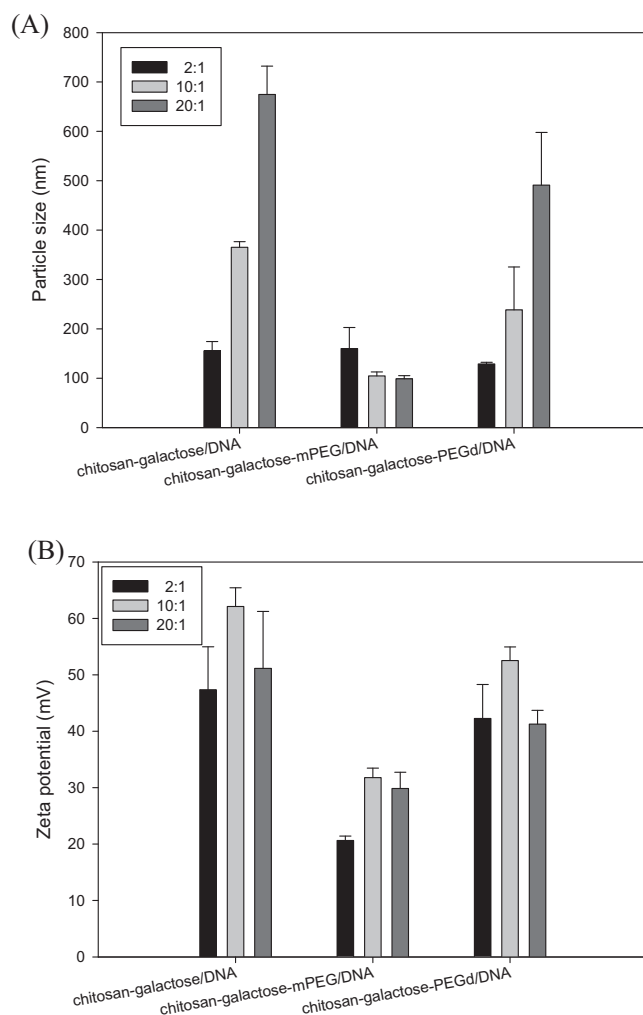 (A)
800
700
600
500
400
300
200
100
0
Particle size (nm)
2:1
10:1
20:1
chitosan-galactose/DNA
chitosan-galactose-mPEG/DNA
chitosan-galactose-PEGd/DNA
(B)
70
60
50
40
30
20
10
0
Zeta potential (mV)
2:1
10:1
20:1
chitosan-galactose/DNA
chitosan-galactose-mPEG/DNA
chitosan-galactose-PEGd/DNA